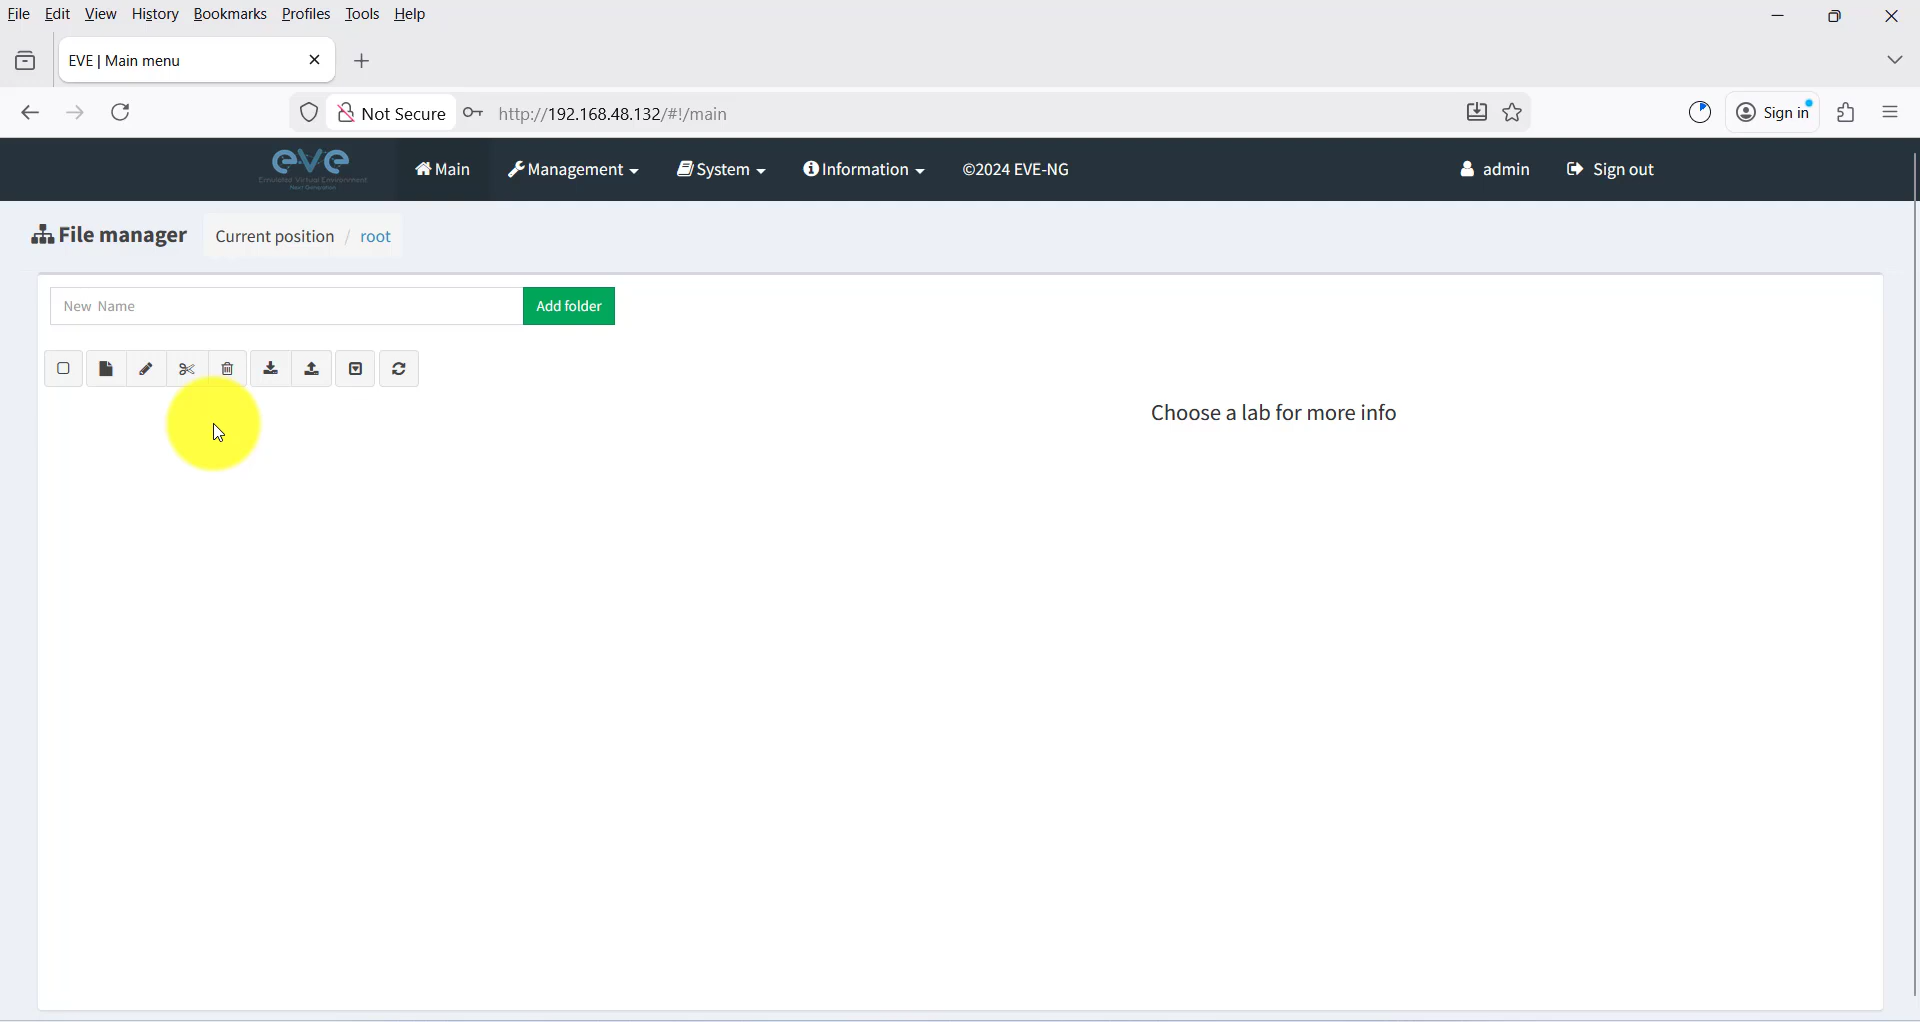 File Edit View History Bookmarks Profiles Tools Help
EVE | Main menu
Not Secure http://192.168.48.132/#!/main Sign in
eve
Emulated Virtual Environment
Next Generation
Main Management System Information ©2024 EVE-NG admin Sign out
File manager Current position / root
New Name Add folder
Choose a lab for more info